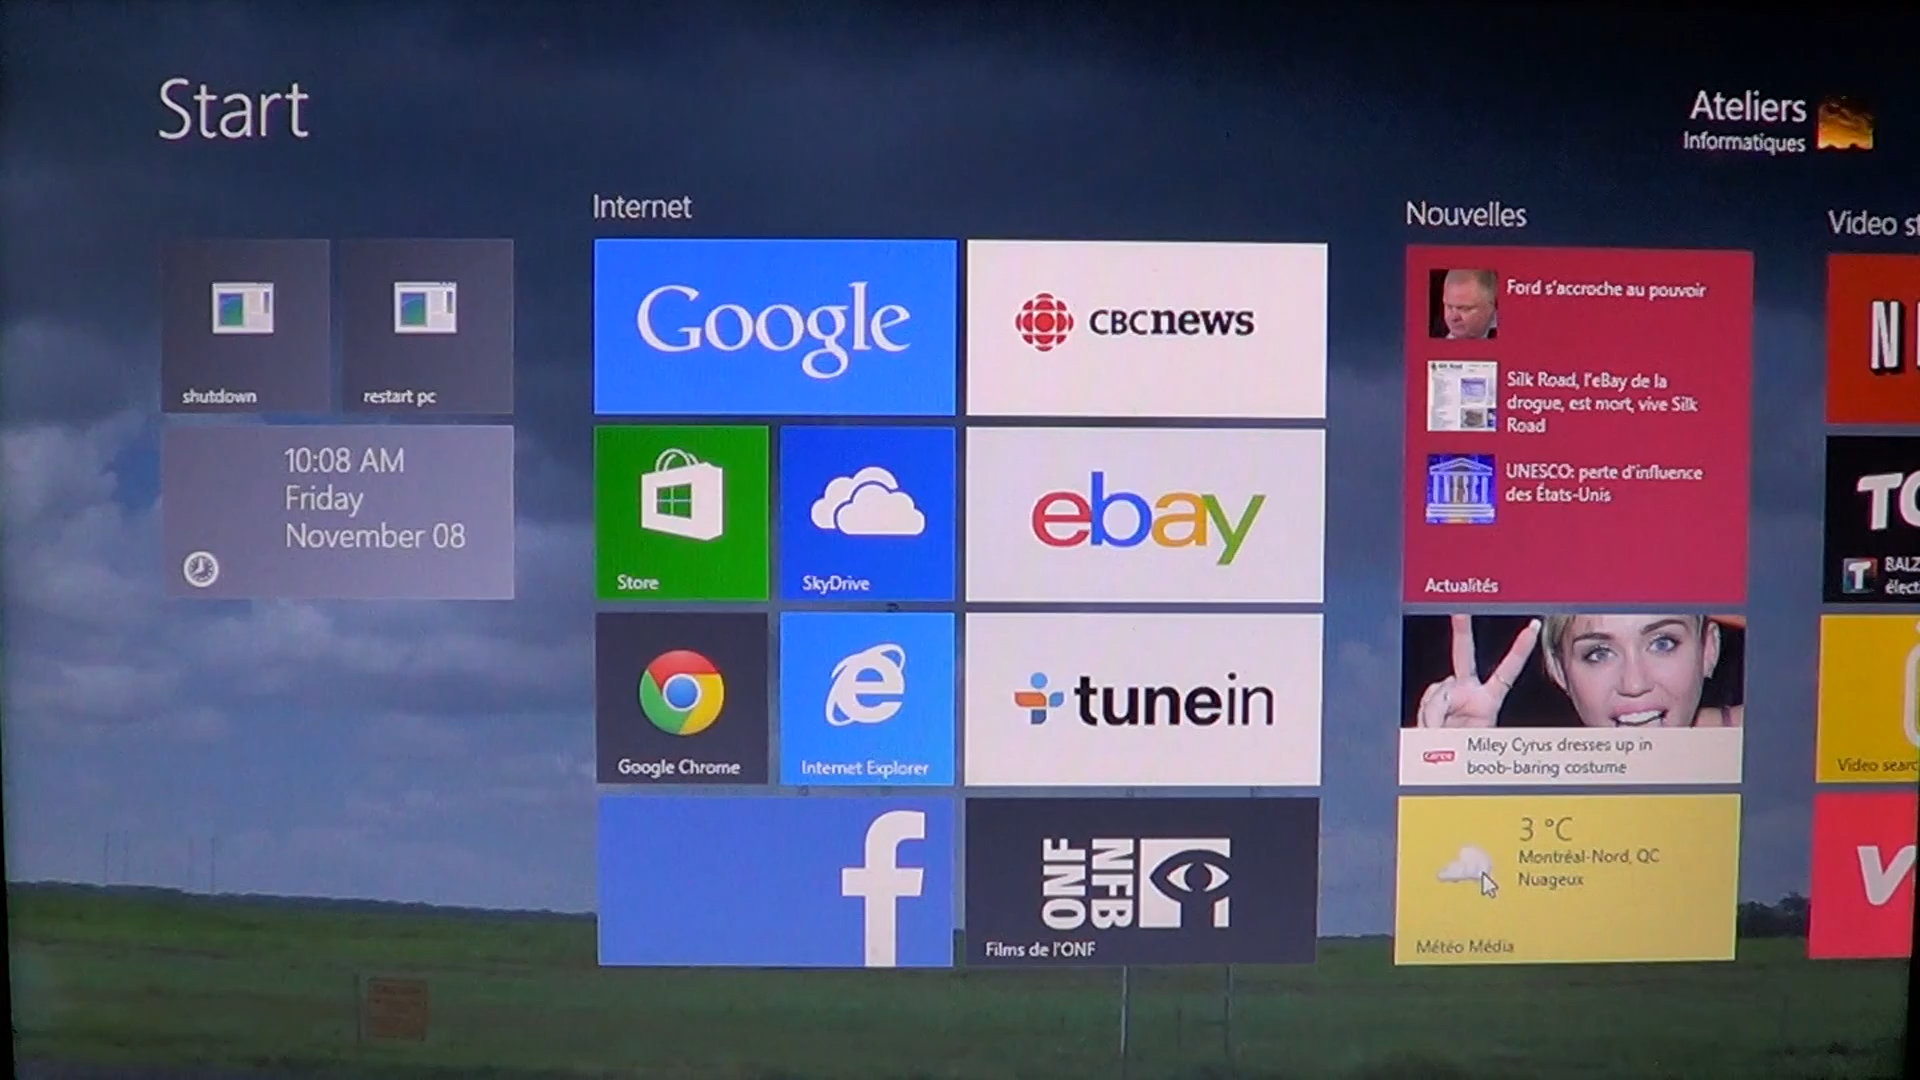 Start
Ateliers
Informatiques
shutdown
restart pc
10:08 AM
Friday
November 08
Internet
Google
CBCnews
Store
SkyDrive
ebay
Google Chrome
Internet Explorer
tunein
f
ONF
NFB
Films de l'ONF
Nouvelles
Ford s'accroche au pouvoir
Silk Road, l'eBay de la
drogue, est mort, vive Silk
Road
UNESCO: perte d'influence
des États-Unis
Actualités
Miley Cyrus dresses up in
boob-baring costume
3 °C
Montréal-Nord, QC
Nuageux
Météo Média
Video
N
T
BALZ
Video
V